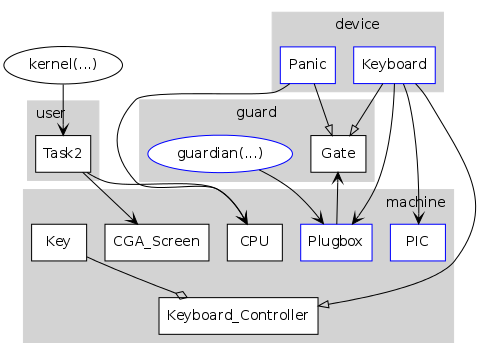 device
kernel(...)
Panic
Keyboard
user
guard
Task2
guardian(...)
Gate
machine
Key
CGA_Screen
CPU
Plugbox
PIC
Keyboard_Controller